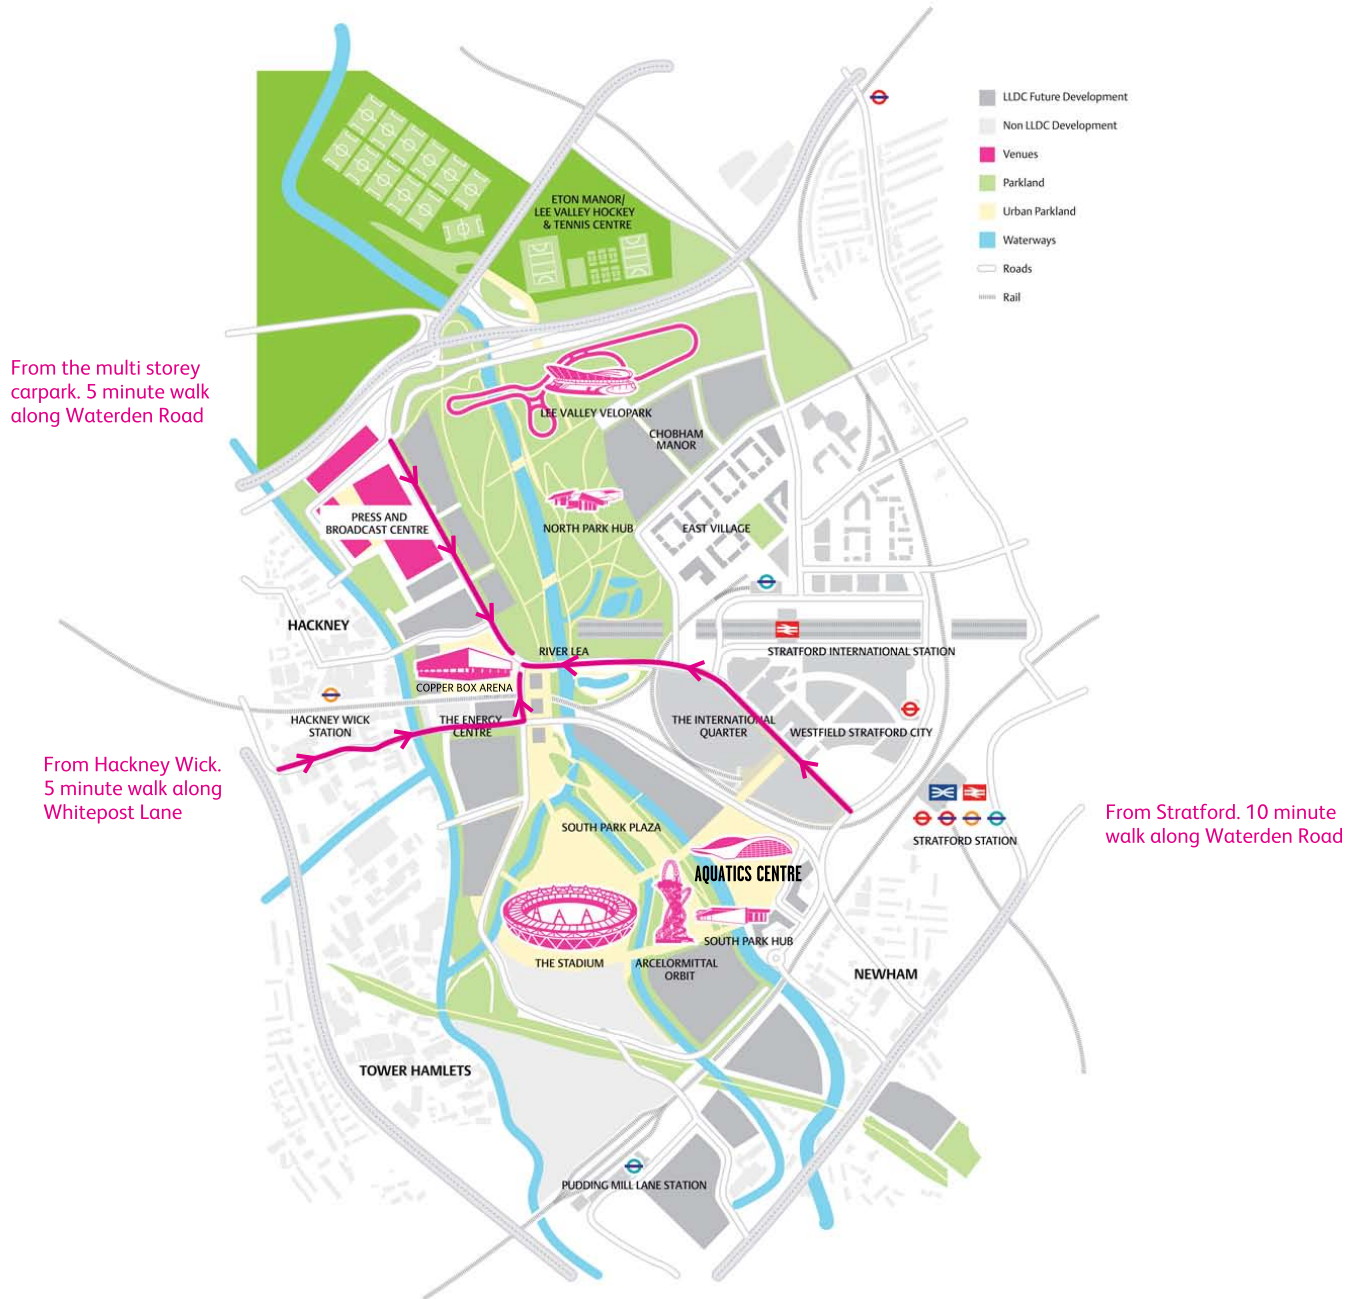 LLDC Future Development
Non LLDC Development
Venues
Parkland
Urban Parkland
Waterways
Roads
Rail
ETON MANOR/
LEE VALLEY HOCKEY
& TENNIS CENTRE
From the multi storey
carpark. 5 minute walk
along Waterden Road
LEE VALLEY VELOPARK
CHOBHAM
MANOR
PRESS AND
BROADCAST CENTRE
NORTH PARK HUB
EAST VILLAGE
HACKNEY
RIVER LEA
STRATFORD INTERNATIONAL STATION
COPPER BOX ARENA
HACKNEY WICK
STATION
THE ENERGY
CENTRE
THE INTERNATIONAL
QUARTER
WESTFIELD STRATFORD CITY
From Hackney Wick.
5 minute walk along
Whitepost Lane
From Stratford. 10 minute
walk along Waterden Road
STRATFORD STATION
SOUTH PARK PLAZA
AQUATICS CENTRE
SOUTH PARK HUB
THE STADIUM
ARCELORMITTAL
ORBIT
NEWHAM
TOWER HAMLETS
PUDDING MILL LANE STATION